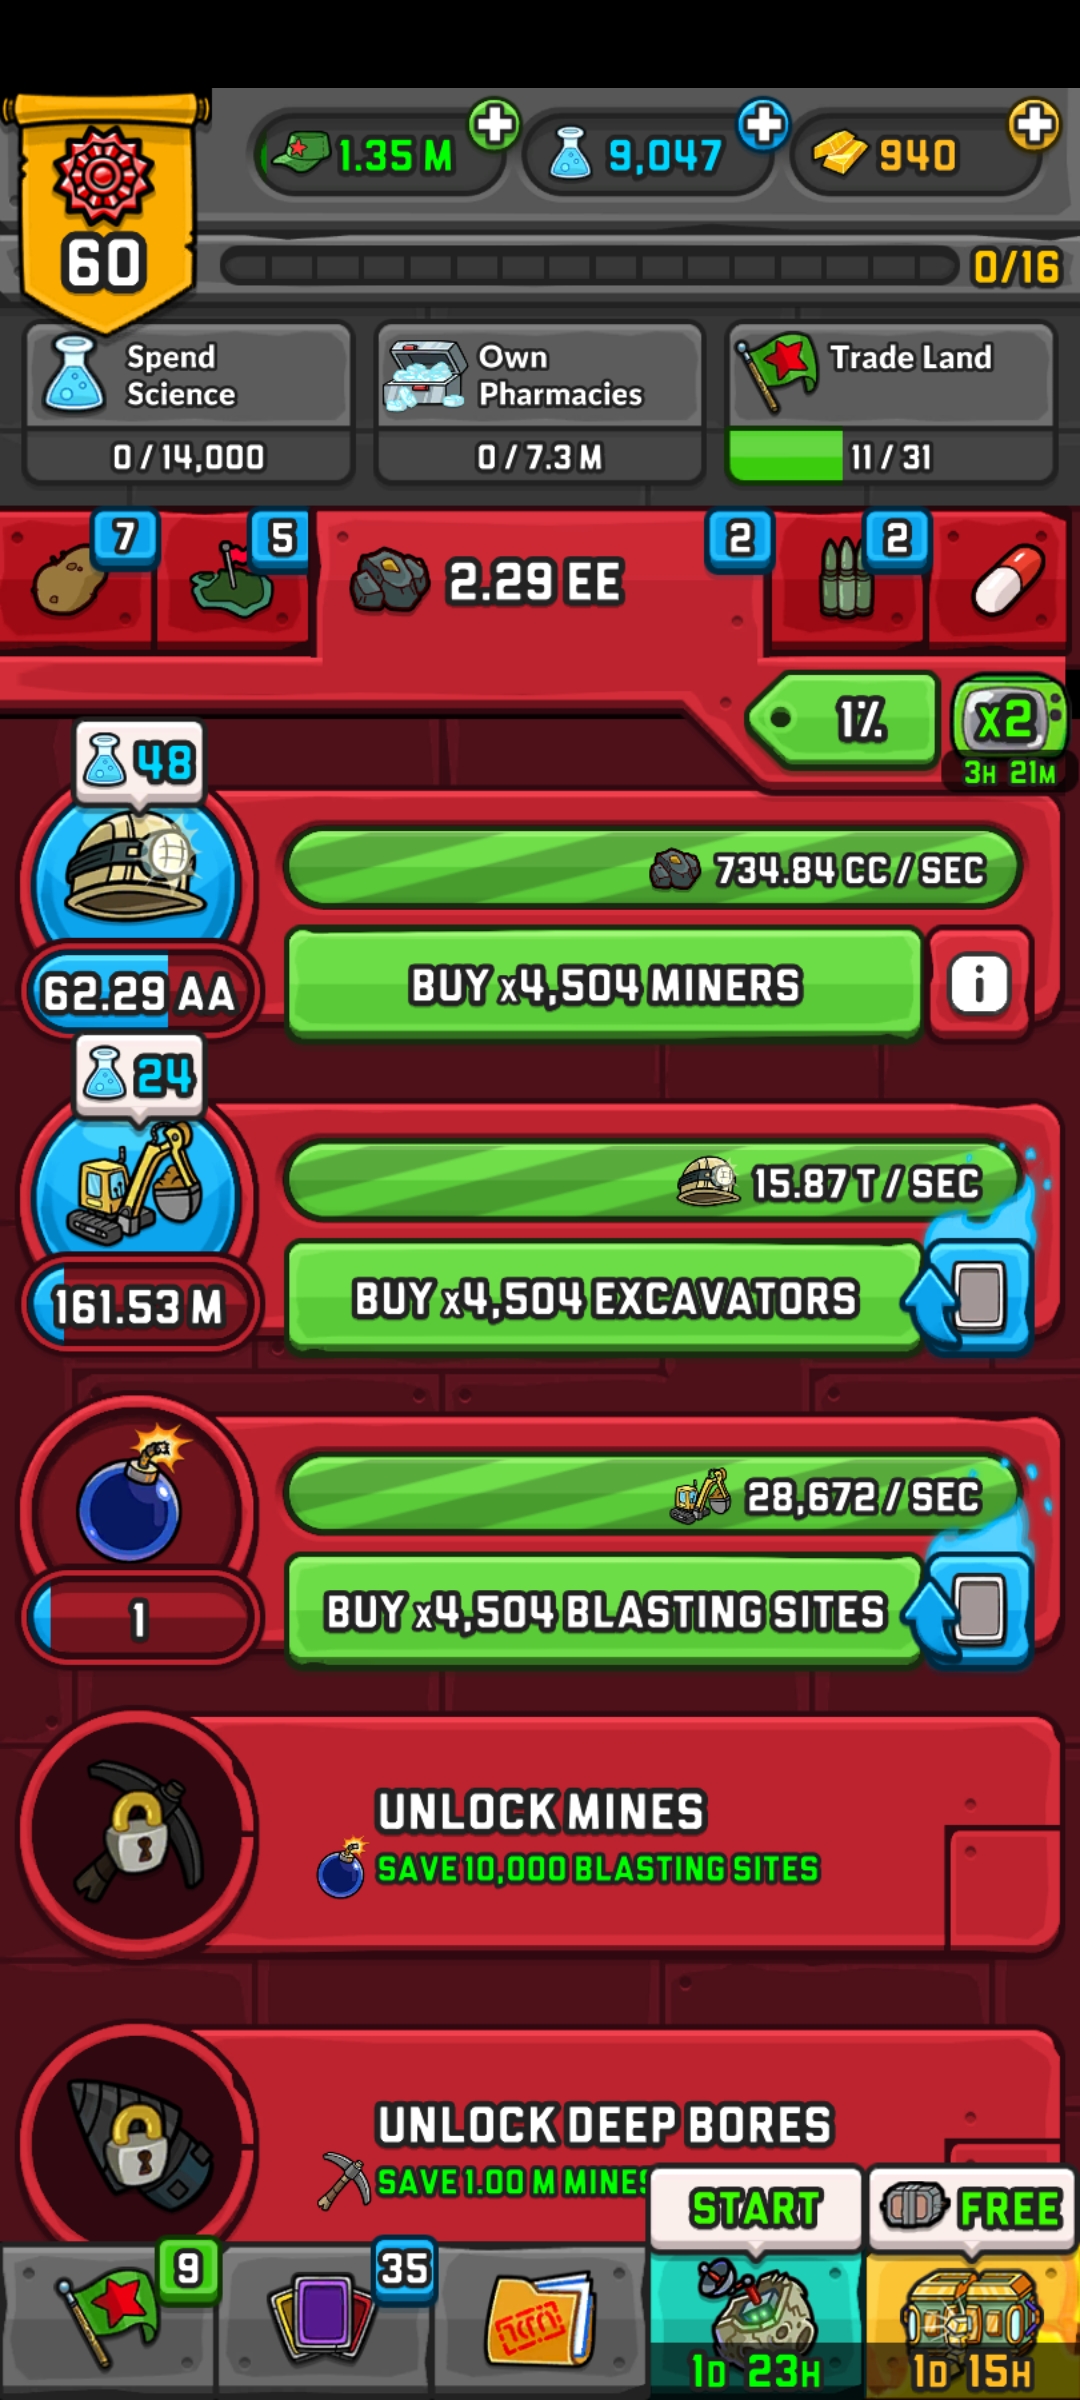 1.35 M
9,047
940
60
0/16
Spend
Science
0 / 14,000
Own
Pharmacies
0 / 7.3 M
Trade Land
11 / 31
7
5
2.29 EE
2
2
1%
x2
3H 21M
48
734.84 CC / SEC
62.29 AA
BUY x4,504 MINERS
i
24
15.87 T / SEC
161.53 M
BUY x4,504 EXCAVATORS
28,672 / SEC
1
BUY x4,504 BLASTING SITES
UNLOCK MINES
SAVE 10,000 BLASTING SITES
UNLOCK DEEP BORES
SAVE 1.00 M MINES
START
FREE
9
35
1D 23H
1D 15H